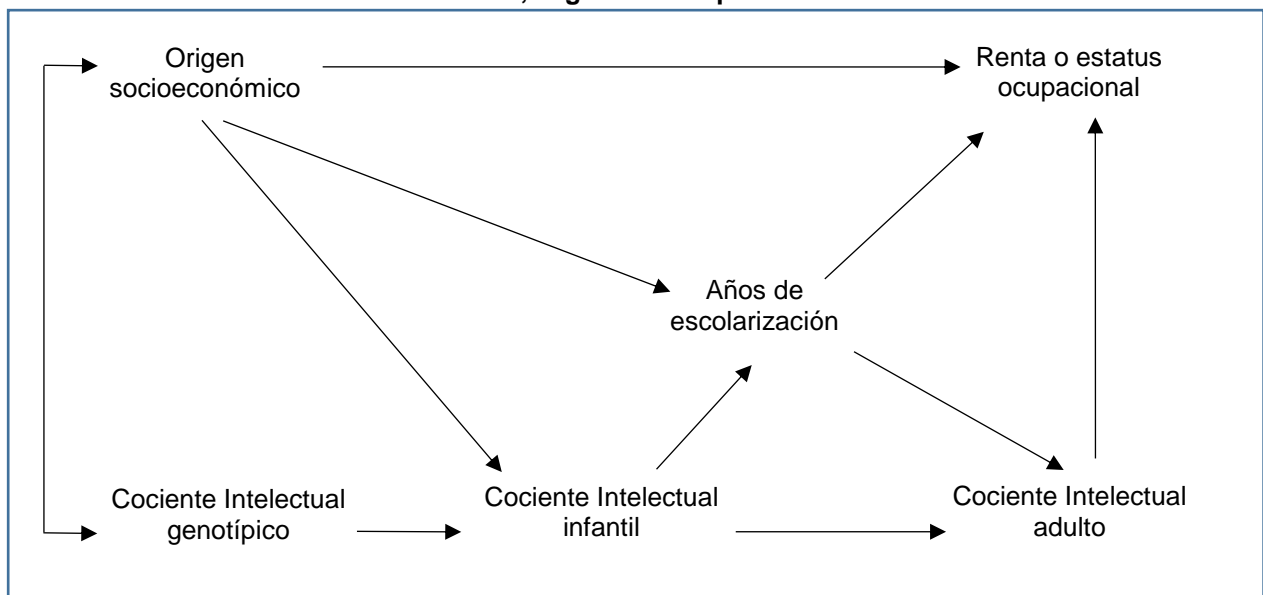 Origen
socioeconómico
Renta o estatus
ocupacional
Años de
escolarización
Cociente Intelectual
genotípico
Cociente Intelectual
infantil
Cociente Intelectual
adulto